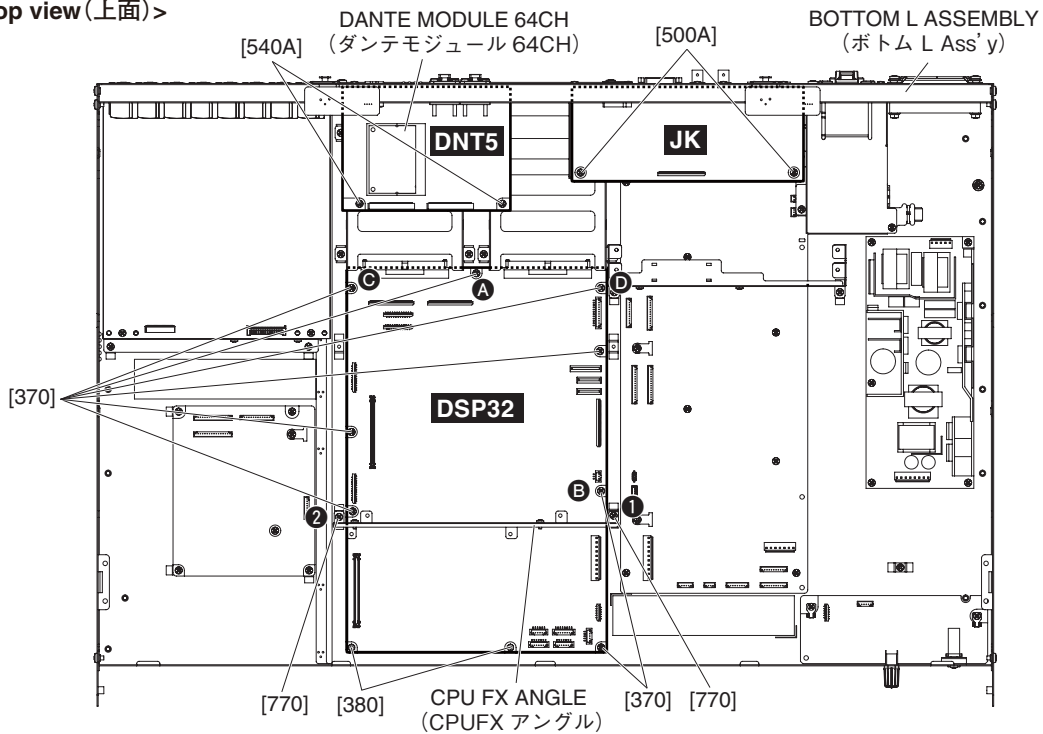 op view（上面）>
DANTE MODULE 64CH
（ダンテモジュール 64CH）
BOTTOM L ASSEMBLY
（ボトム L Ass'y）
[540A]
[500A]
DNT5
JK
C
A
D
[370]
DSP32
B
1
2
[770]
[380]
CPU FX ANGLE
（CPUFX アングル）
[370]
[770]